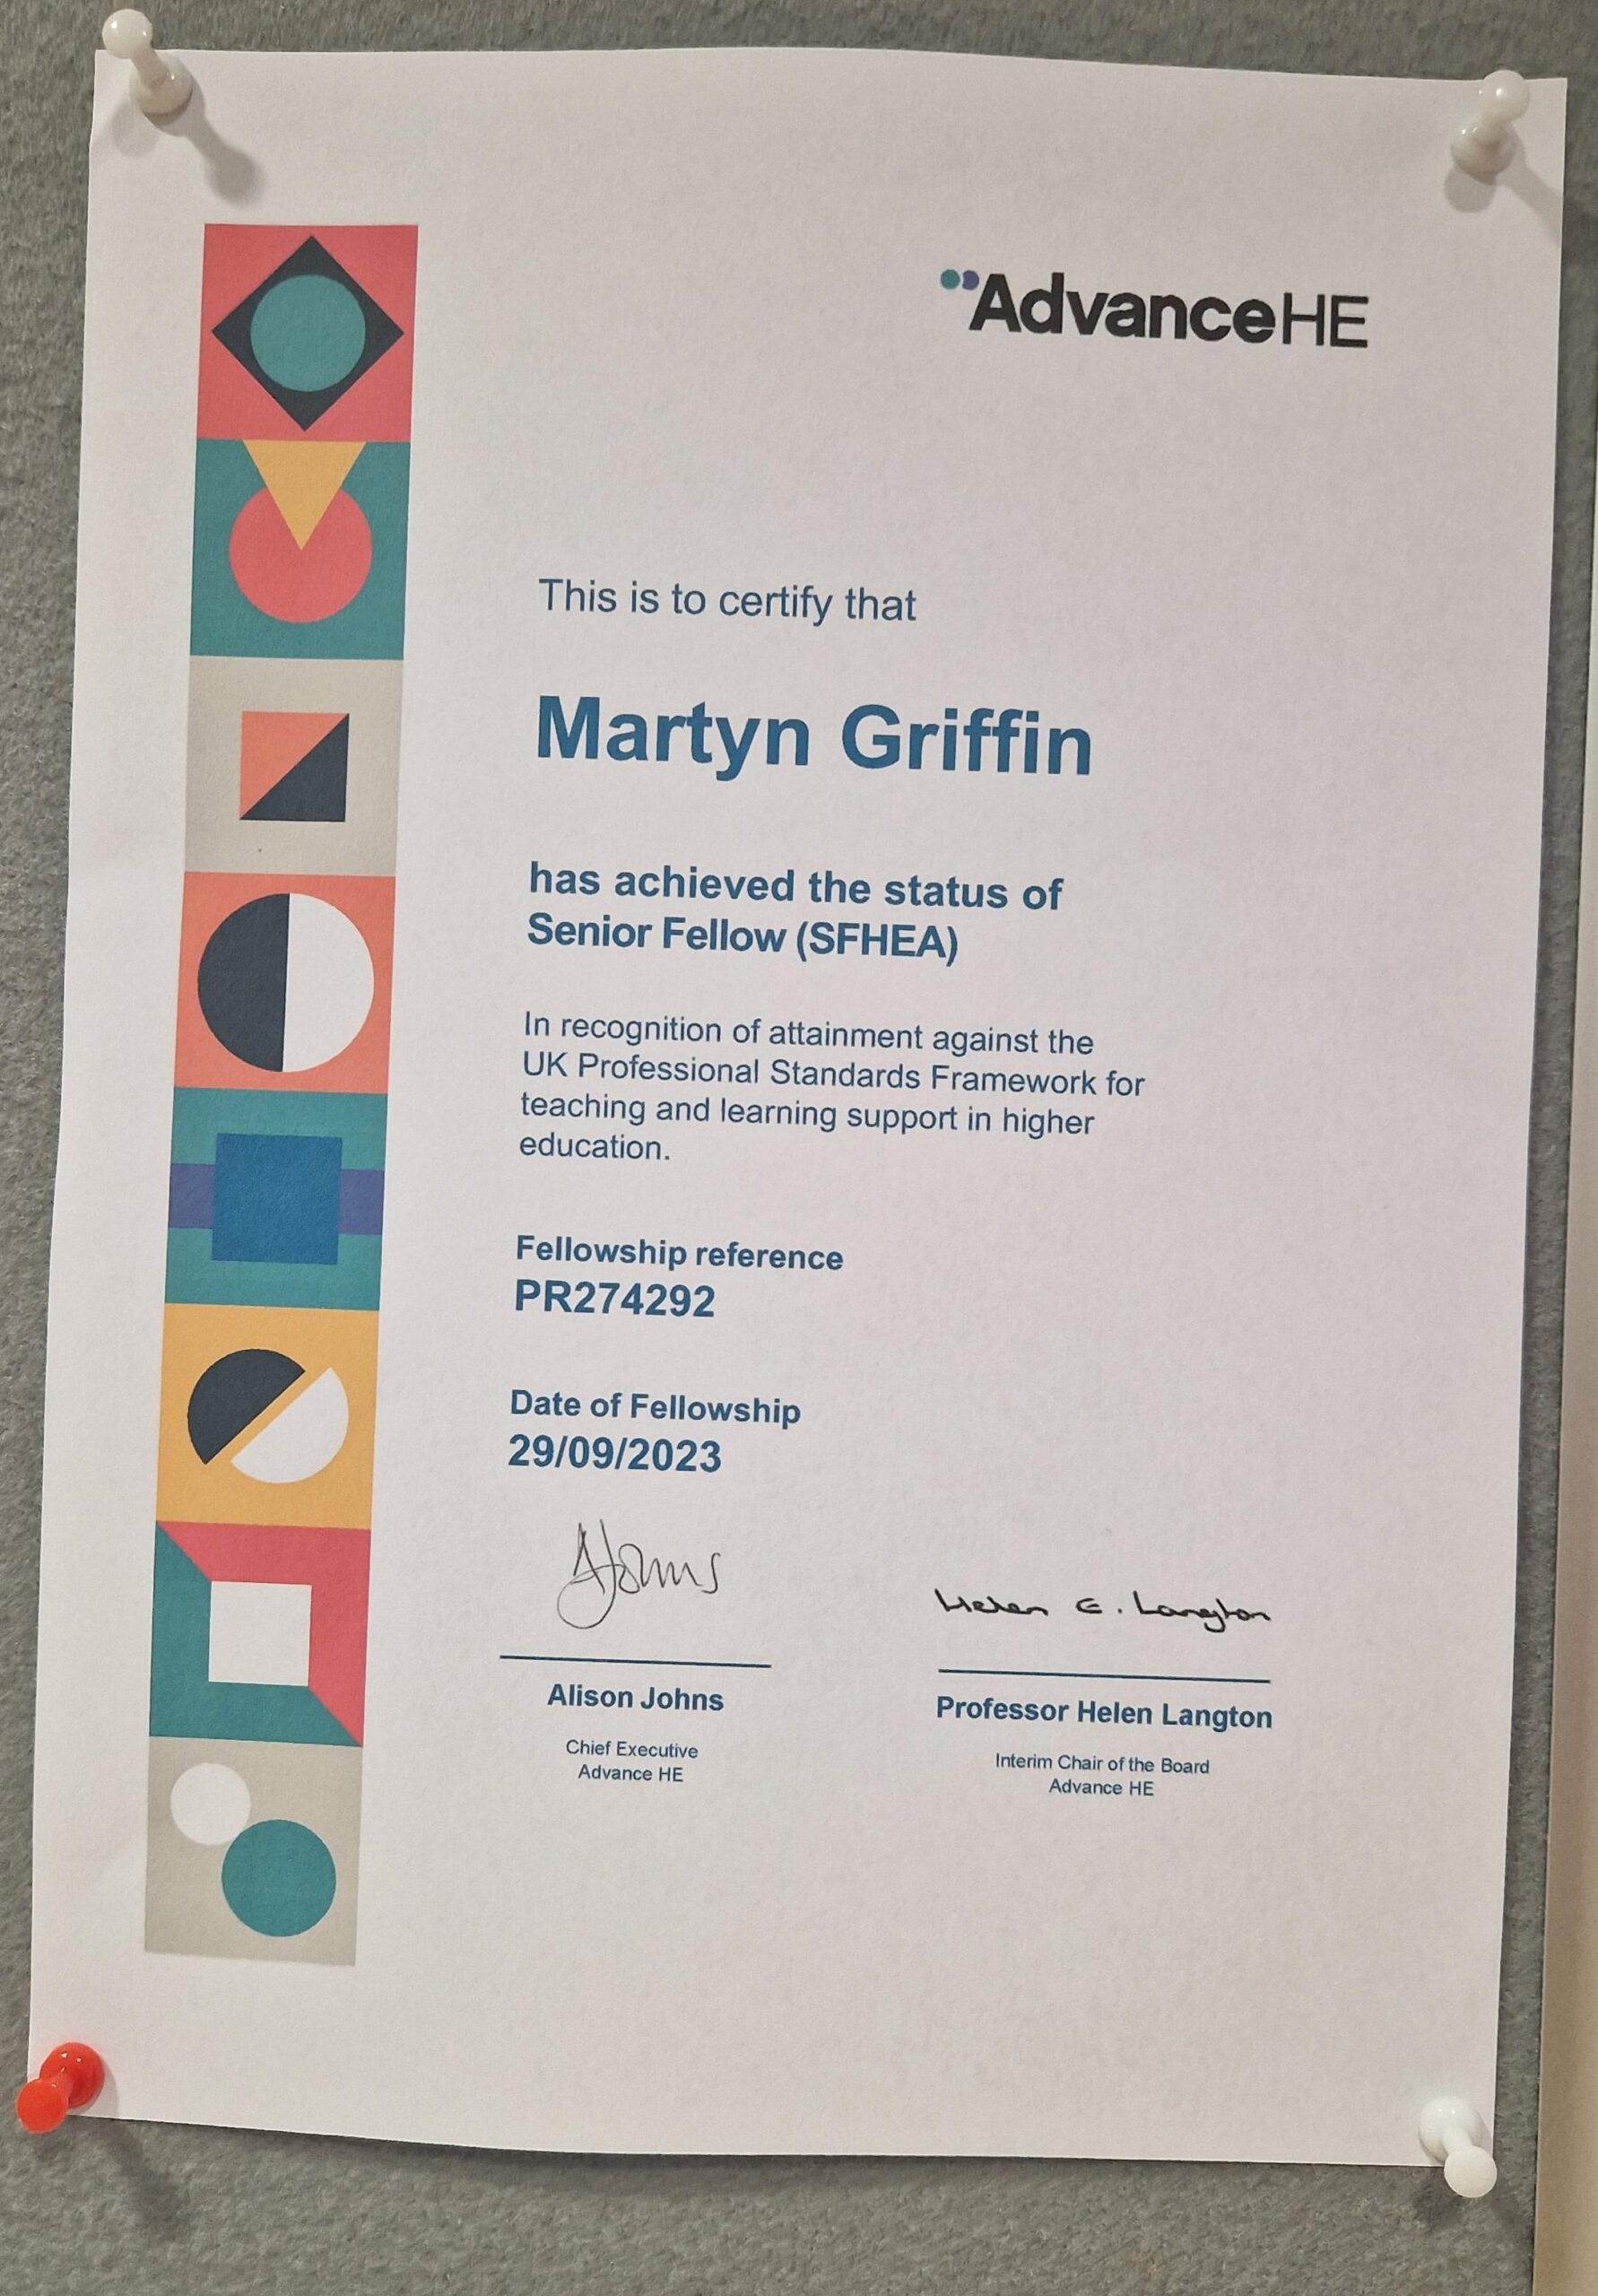 AdvanceHE
This is to certify that
Martyn Griffin
has achieved the status of
Senior Fellow (SFHEA)
In recognition of attainment against the
UK Professional Standards Framework for
teaching and learning support in higher
education.
Fellowship reference
PR274292
Date of Fellowship
29/09/2023
AJohns
Helen E. Langton
Alison Johns
Professor Helen Langton
Chief Executive
Advance HE
Interim Chair of the Board
Advance HE